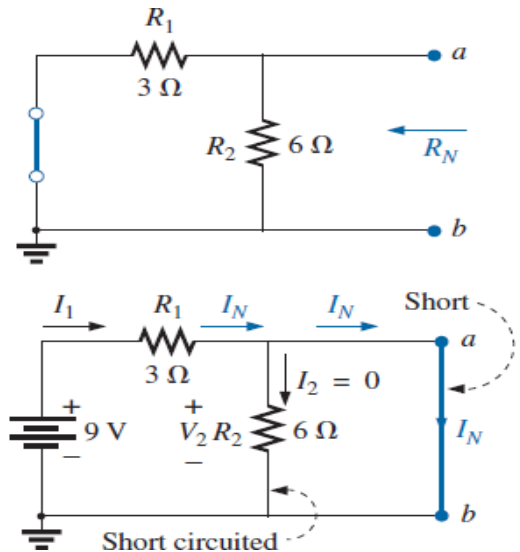 R1
3 Ω
a
R2
6 Ω
RN
b
I1
R1
IN
IN
Short
a
3 Ω
I2 = 0
+
9 V
−
+
V2
−
R2
6 Ω
IN
b
Short circuited